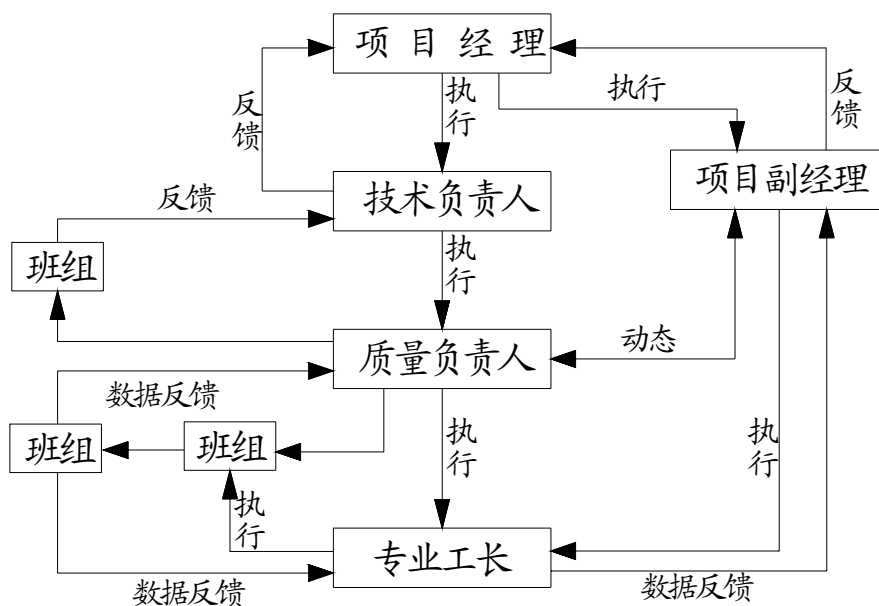 项目经理
反馈
执行
执行
反馈
项目副经理
技术负责人
反馈
班组
执行
质量负责人
动态
数据反馈
班组
班组
执行
执行
执行
专业工长
数据反馈
数据反馈